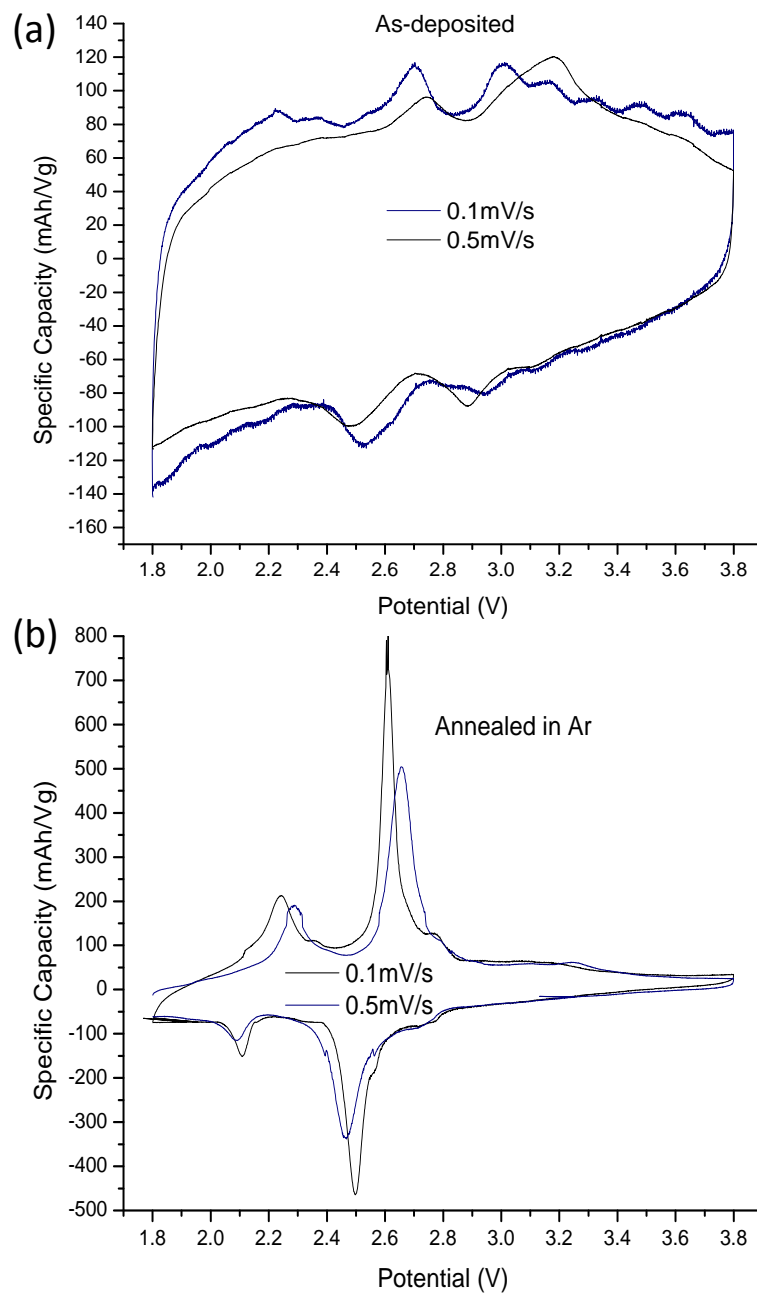 (a)
As-deposited
140
120
100
80
60
40
20
0
-20
-40
-60
-80
-100
-120
-140
-160
Specific Capacity (mAh/Vg)
0.1mV/s
0.5mV/s
1.8 2.0 2.2 2.4 2.6 2.8 3.0 3.2 3.4 3.6 3.8
Potential (V)
(b)
800
700
600
500
400
300
200
100
0
-100
-200
-300
-400
-500
Specific Capacity (mAh/Vg)
Annealed in Ar
0.1mV/s
0.5mV/s
1.8 2.0 2.2 2.4 2.6 2.8 3.0 3.2 3.4 3.6 3.8
Potential (V)